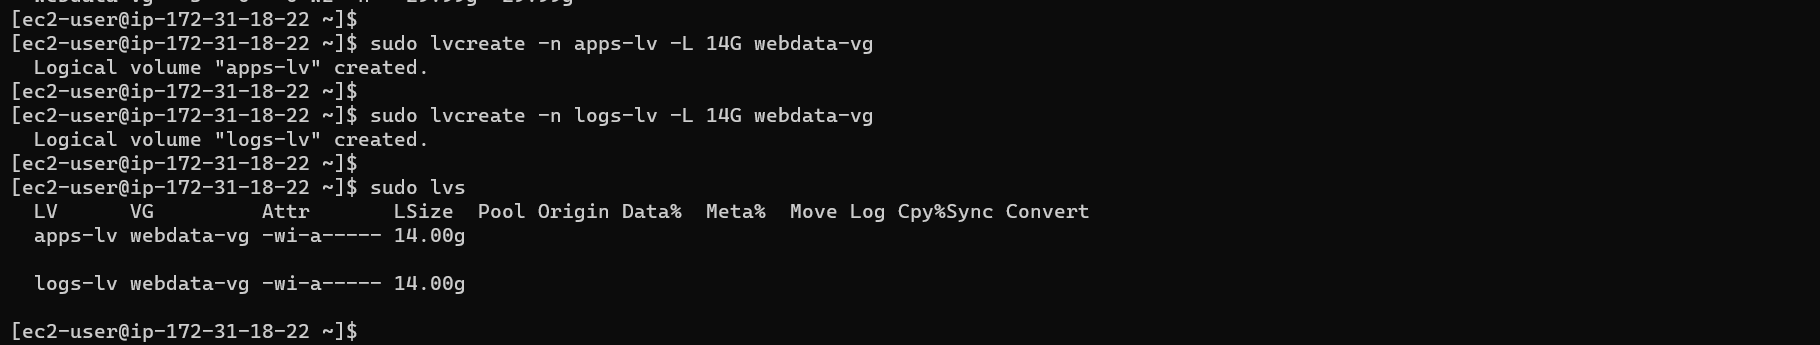 [ec2-user@ip-172-31-18-22 ~]$
[ec2-user@ip-172-31-18-22 ~]$ sudo lvcreate -n apps-lv -L 14G webdata-vg
  Logical volume "apps-lv" created.
[ec2-user@ip-172-31-18-22 ~]$
[ec2-user@ip-172-31-18-22 ~]$ sudo lvcreate -n logs-lv -L 14G webdata-vg
  Logical volume "logs-lv" created.
[ec2-user@ip-172-31-18-22 ~]$
[ec2-user@ip-172-31-18-22 ~]$ sudo lvs
  LV      VG         Attr       LSize  Pool Origin Data%  Meta%  Move Log Cpy%Sync Convert
  apps-lv webdata-vg -wi-a----- 14.00g
  logs-lv webdata-vg -wi-a----- 14.00g
[ec2-user@ip-172-31-18-22 ~]$